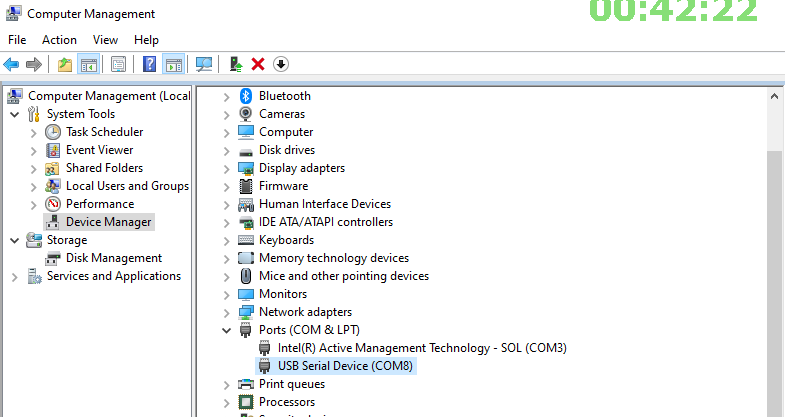 Computer Management
00:42:22
File Action View Help
Computer Management (Local
System Tools
Task Scheduler
Event Viewer
Shared Folders
Local Users and Groups
Performance
Device Manager
Storage
Disk Management
Services and Applications
Bluetooth
Cameras
Computer
Disk drives
Display adapters
Firmware
Human Interface Devices
IDE ATA/ATAPI controllers
Keyboards
Memory technology devices
Mice and other pointing devices
Monitors
Network adapters
Ports (COM & LPT)
Intel(R) Active Management Technology - SOL (COM3)
USB Serial Device (COM8)
Print queues
Processors